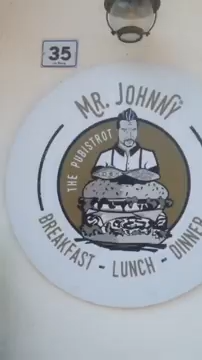 35
MR. JOHNNY
THE PUBISTROT
BREAKFAST - LUNCH - DINNER